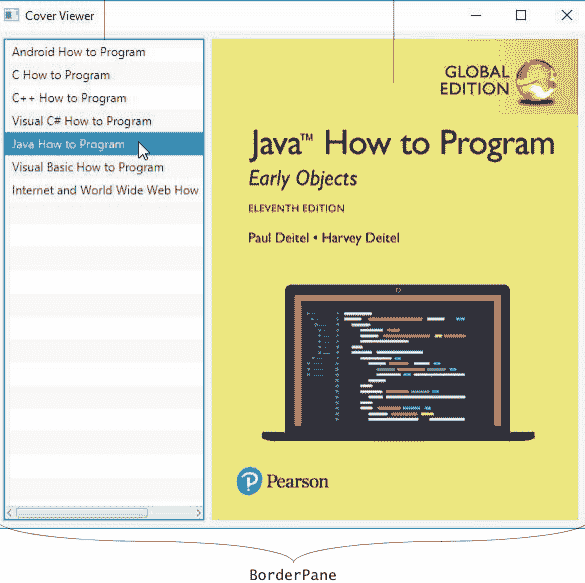 Cover Viewer
Android How to Program
C How to Program
C++ How to Program
Visual C# How to Program
Java How to Program
Visual Basic How to Program
Internet and World Wide Web How
GLOBAL
EDITION
Java™ How to Program
Early Objects
ELEVENTH EDITION
Paul Deitel • Harvey Deitel
Pearson
BorderPane